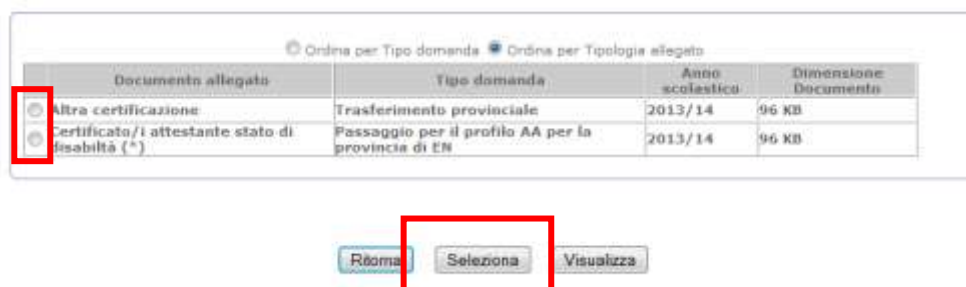 Ordina per Tipo domanda Ordina per Tipologia allegato
Documento allegato Tipo domanda Anno scolastico Dimensione Documento
Altra certificazione Trasferimento provinciale 2013/14 96 KB
Certificato/i attestante stato di disabiltà (*) Passaggio per il profilo AA per la provincia di EN 2013/14 96 KB
Ritorna Seleziona Visualizza